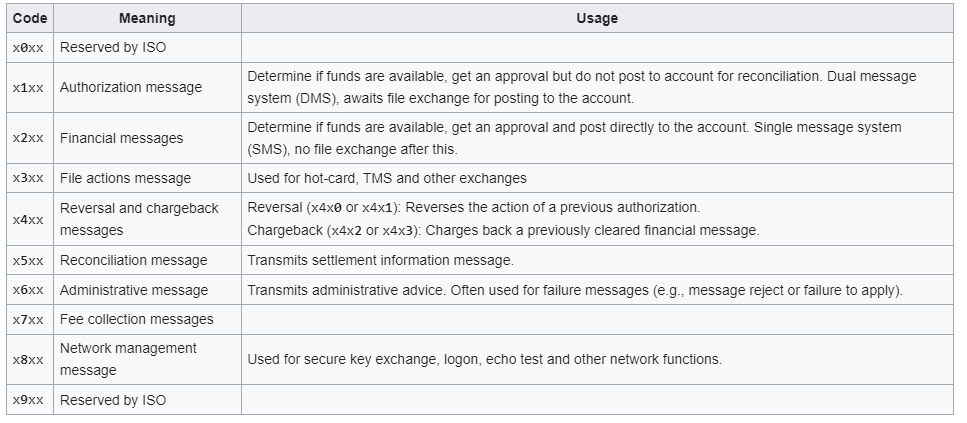 Code Meaning Usage
x0xx Reserved by ISO
x1xx Authorization message Determine if funds are available, get an approval but do not post to account for reconciliation. Dual message
system (DMS), awaits file exchange for posting to the account.
x2xx Financial messages Determine if funds are available, get an approval and post directly to the account. Single message system
(SMS), no file exchange after this.
x3xx File actions message Used for hot-card, TMS and other exchanges
x4xx Reversal and chargeback Reversal (x4x0 or x4x1): Reverses the action of a previous authorization.
messages Chargeback (x4x2 or x4x3): Charges back a previously cleared financial message.
x5xx Reconciliation message Transmits settlement information message.
x6xx Administrative message Transmits administrative advice. Often used for failure messages (e.g., message reject or failure to apply).
x7xx Fee collection messages
x8xx Network management Used for secure key exchange, logon, echo test and other network functions.
message
x9xx Reserved by ISO